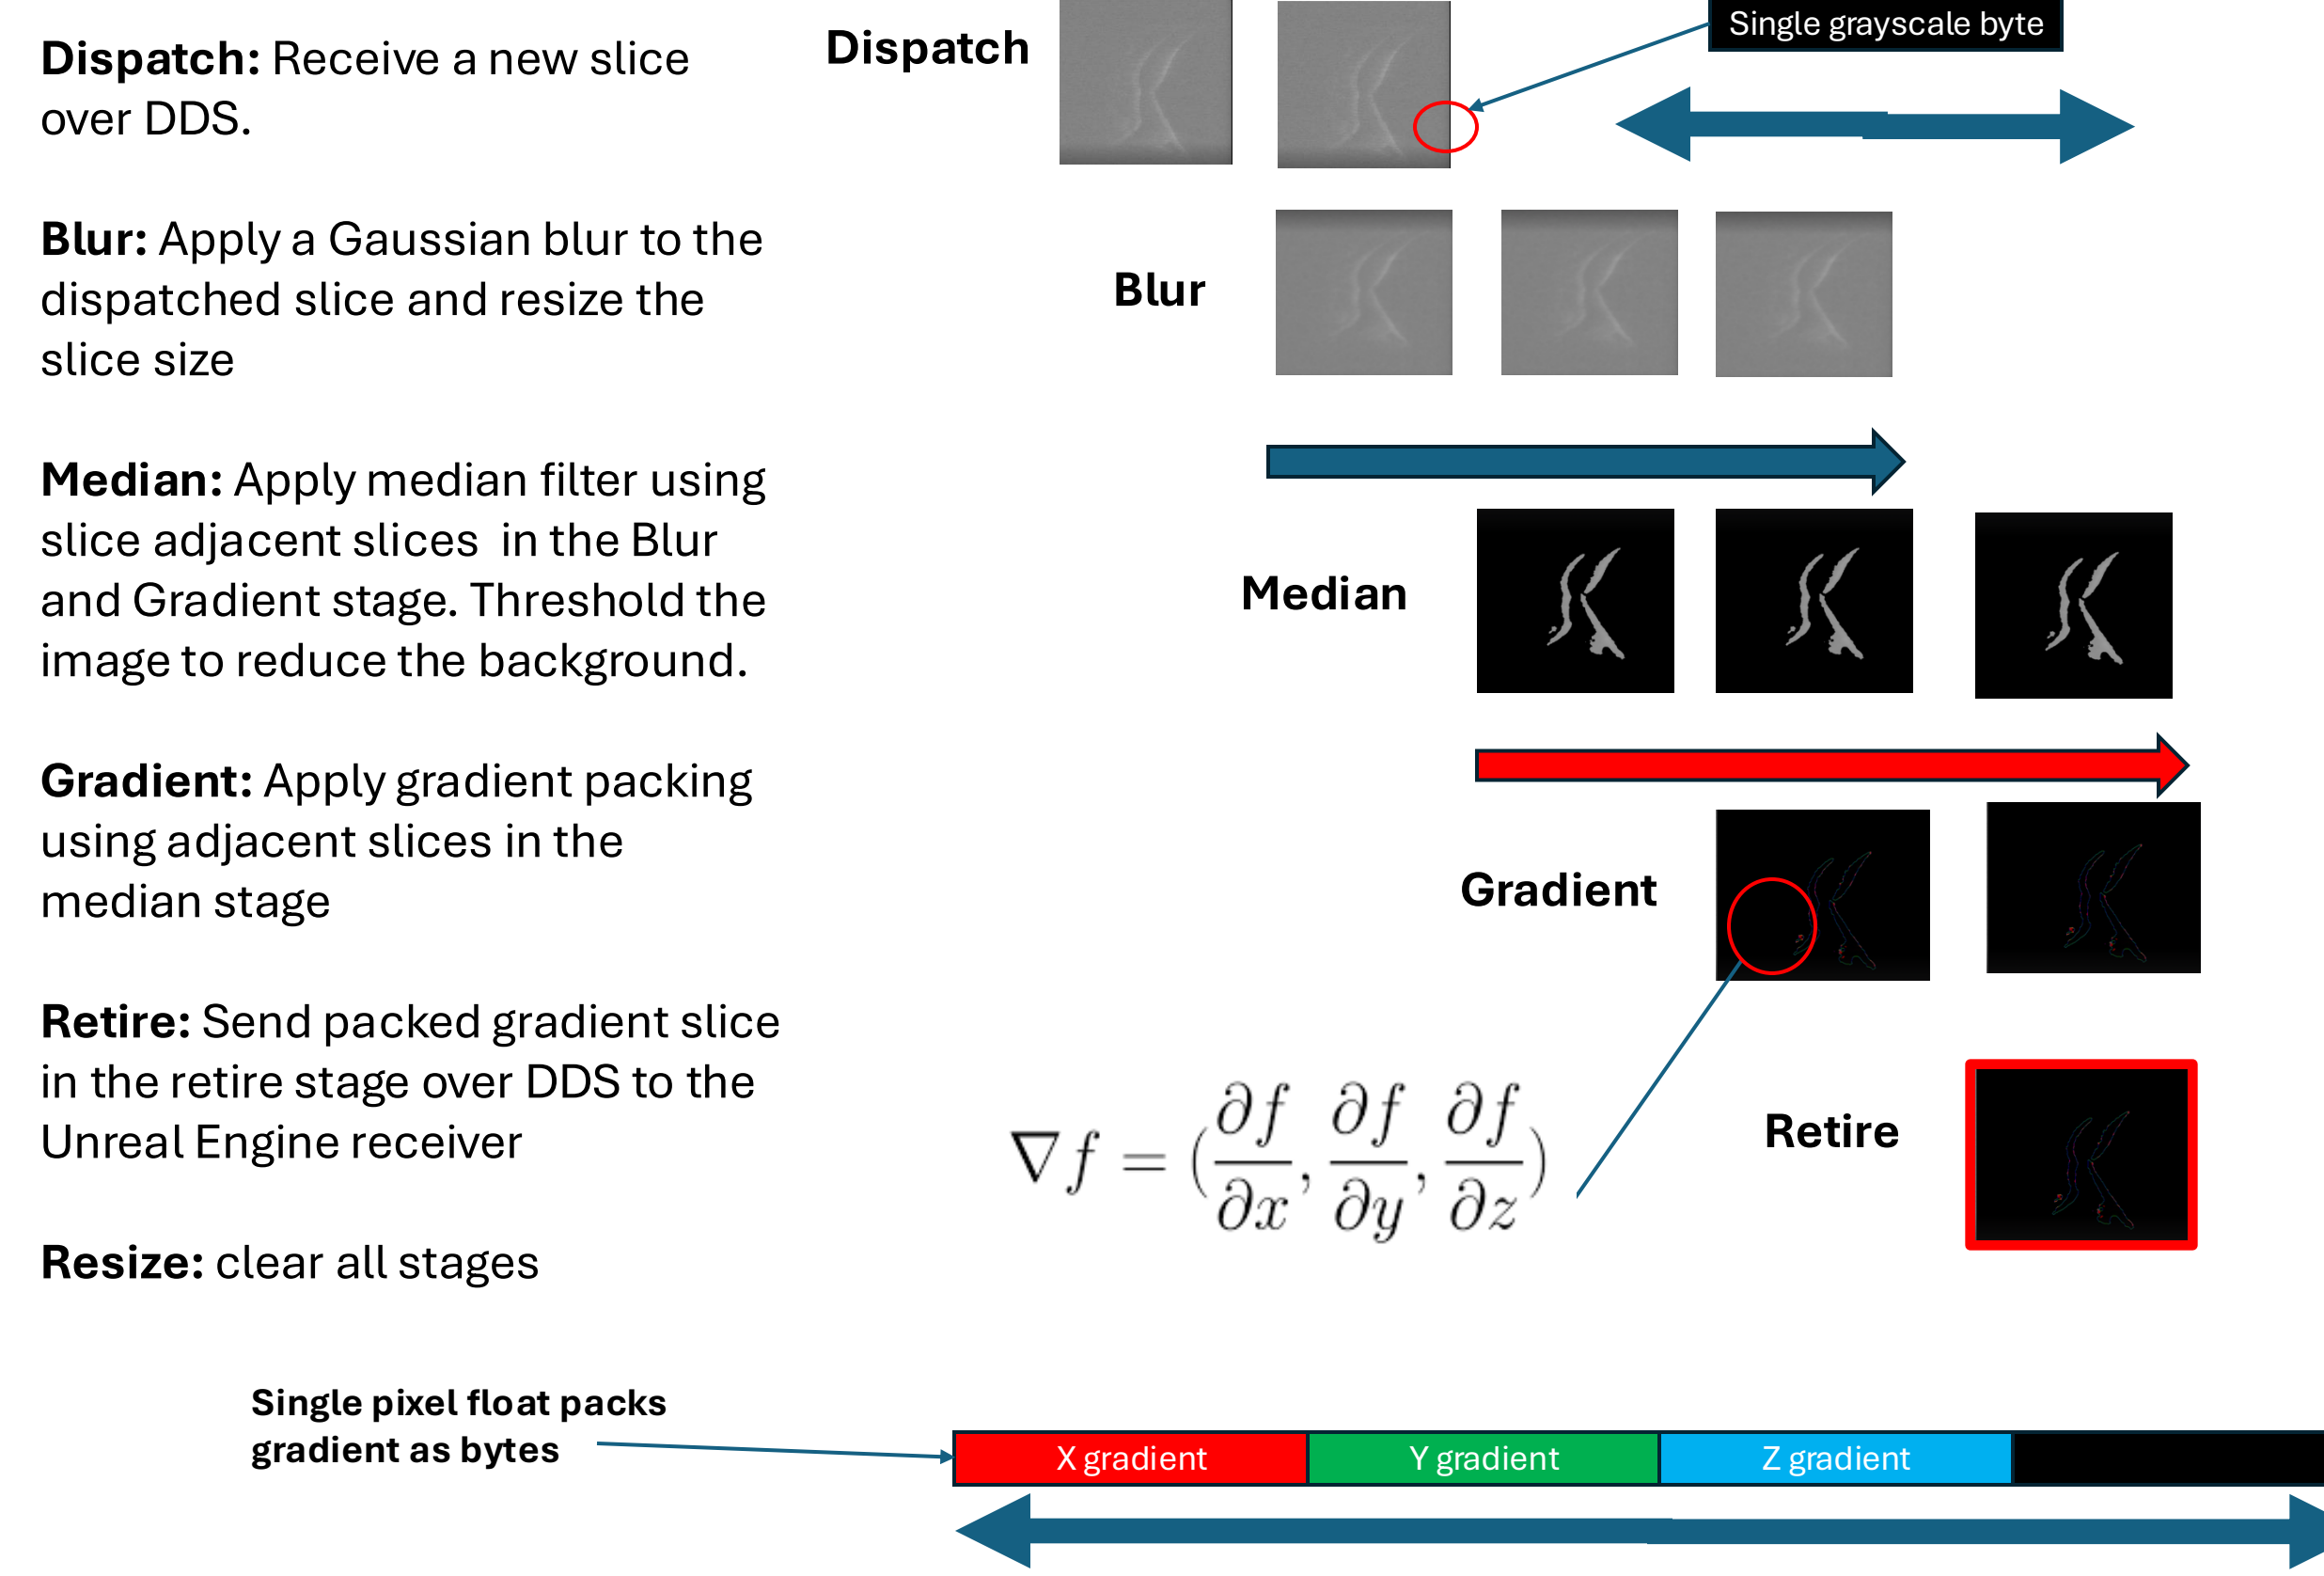 Dispatch: Receive a new slice
over DDS.
Blur: Apply a Gaussian blur to the
dispatched slice and resize the
slice size
Median: Apply median filter using
slice adjacent slices  in the Blur
and Gradient stage. Threshold the
image to reduce the background.
Gradient: Apply gradient packing
using adjacent slices in the
median stage
Retire: Send packed gradient slice
in the retire stage over DDS to the
Unreal Engine receiver
Resize: clear all stages
Dispatch
Single grayscale byte
Blur
Median
Gradient
Retire
∇f = (∂f/∂x, ∂f/∂y, ∂f/∂z)
Single pixel float packs
gradient as bytes
X gradient
Y gradient
Z gradient